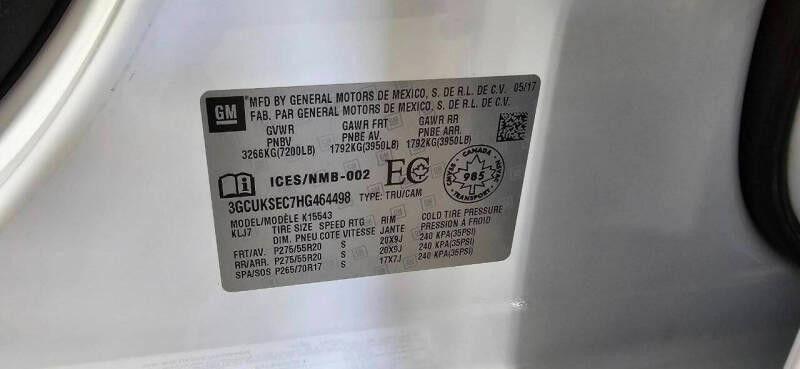 GM
MFD BY GENERAL MOTORS DE MEXICO, S. DE R.L. DE C.V. 05/17
FAB. PAR GENERAL MOTORS DE MEXICO, S. DE R.L. DE C.V.
GVWR GAWR FRT GAWR RR
PNBV PNBE AV. PNBE ARR.
3266KG(7200LB) 1792KG(3950LB) 1792KG(3950LB)
ICES/NMB-002 EC CANADA 985 TRANSPORT
3GCUKSEC7HG464498 TYPE: TRU/CAM
MODEL/MODÈLE K15543
KLJ7 TIRE SIZE SPEED RTG RIM COLD TIRE PRESSURE
DIM. PNEU COTE VITESSE JANTE PRESSION À FROID
FRT/AV. P275/55R20 S 20X9J 240 KPA(35PSI)
RR/ARR. P275/55R20 S 20X9J 240 KPA(35PSI)
SPA/SOS P265/70R17 S 17X7J 240 KPA(35PSI)